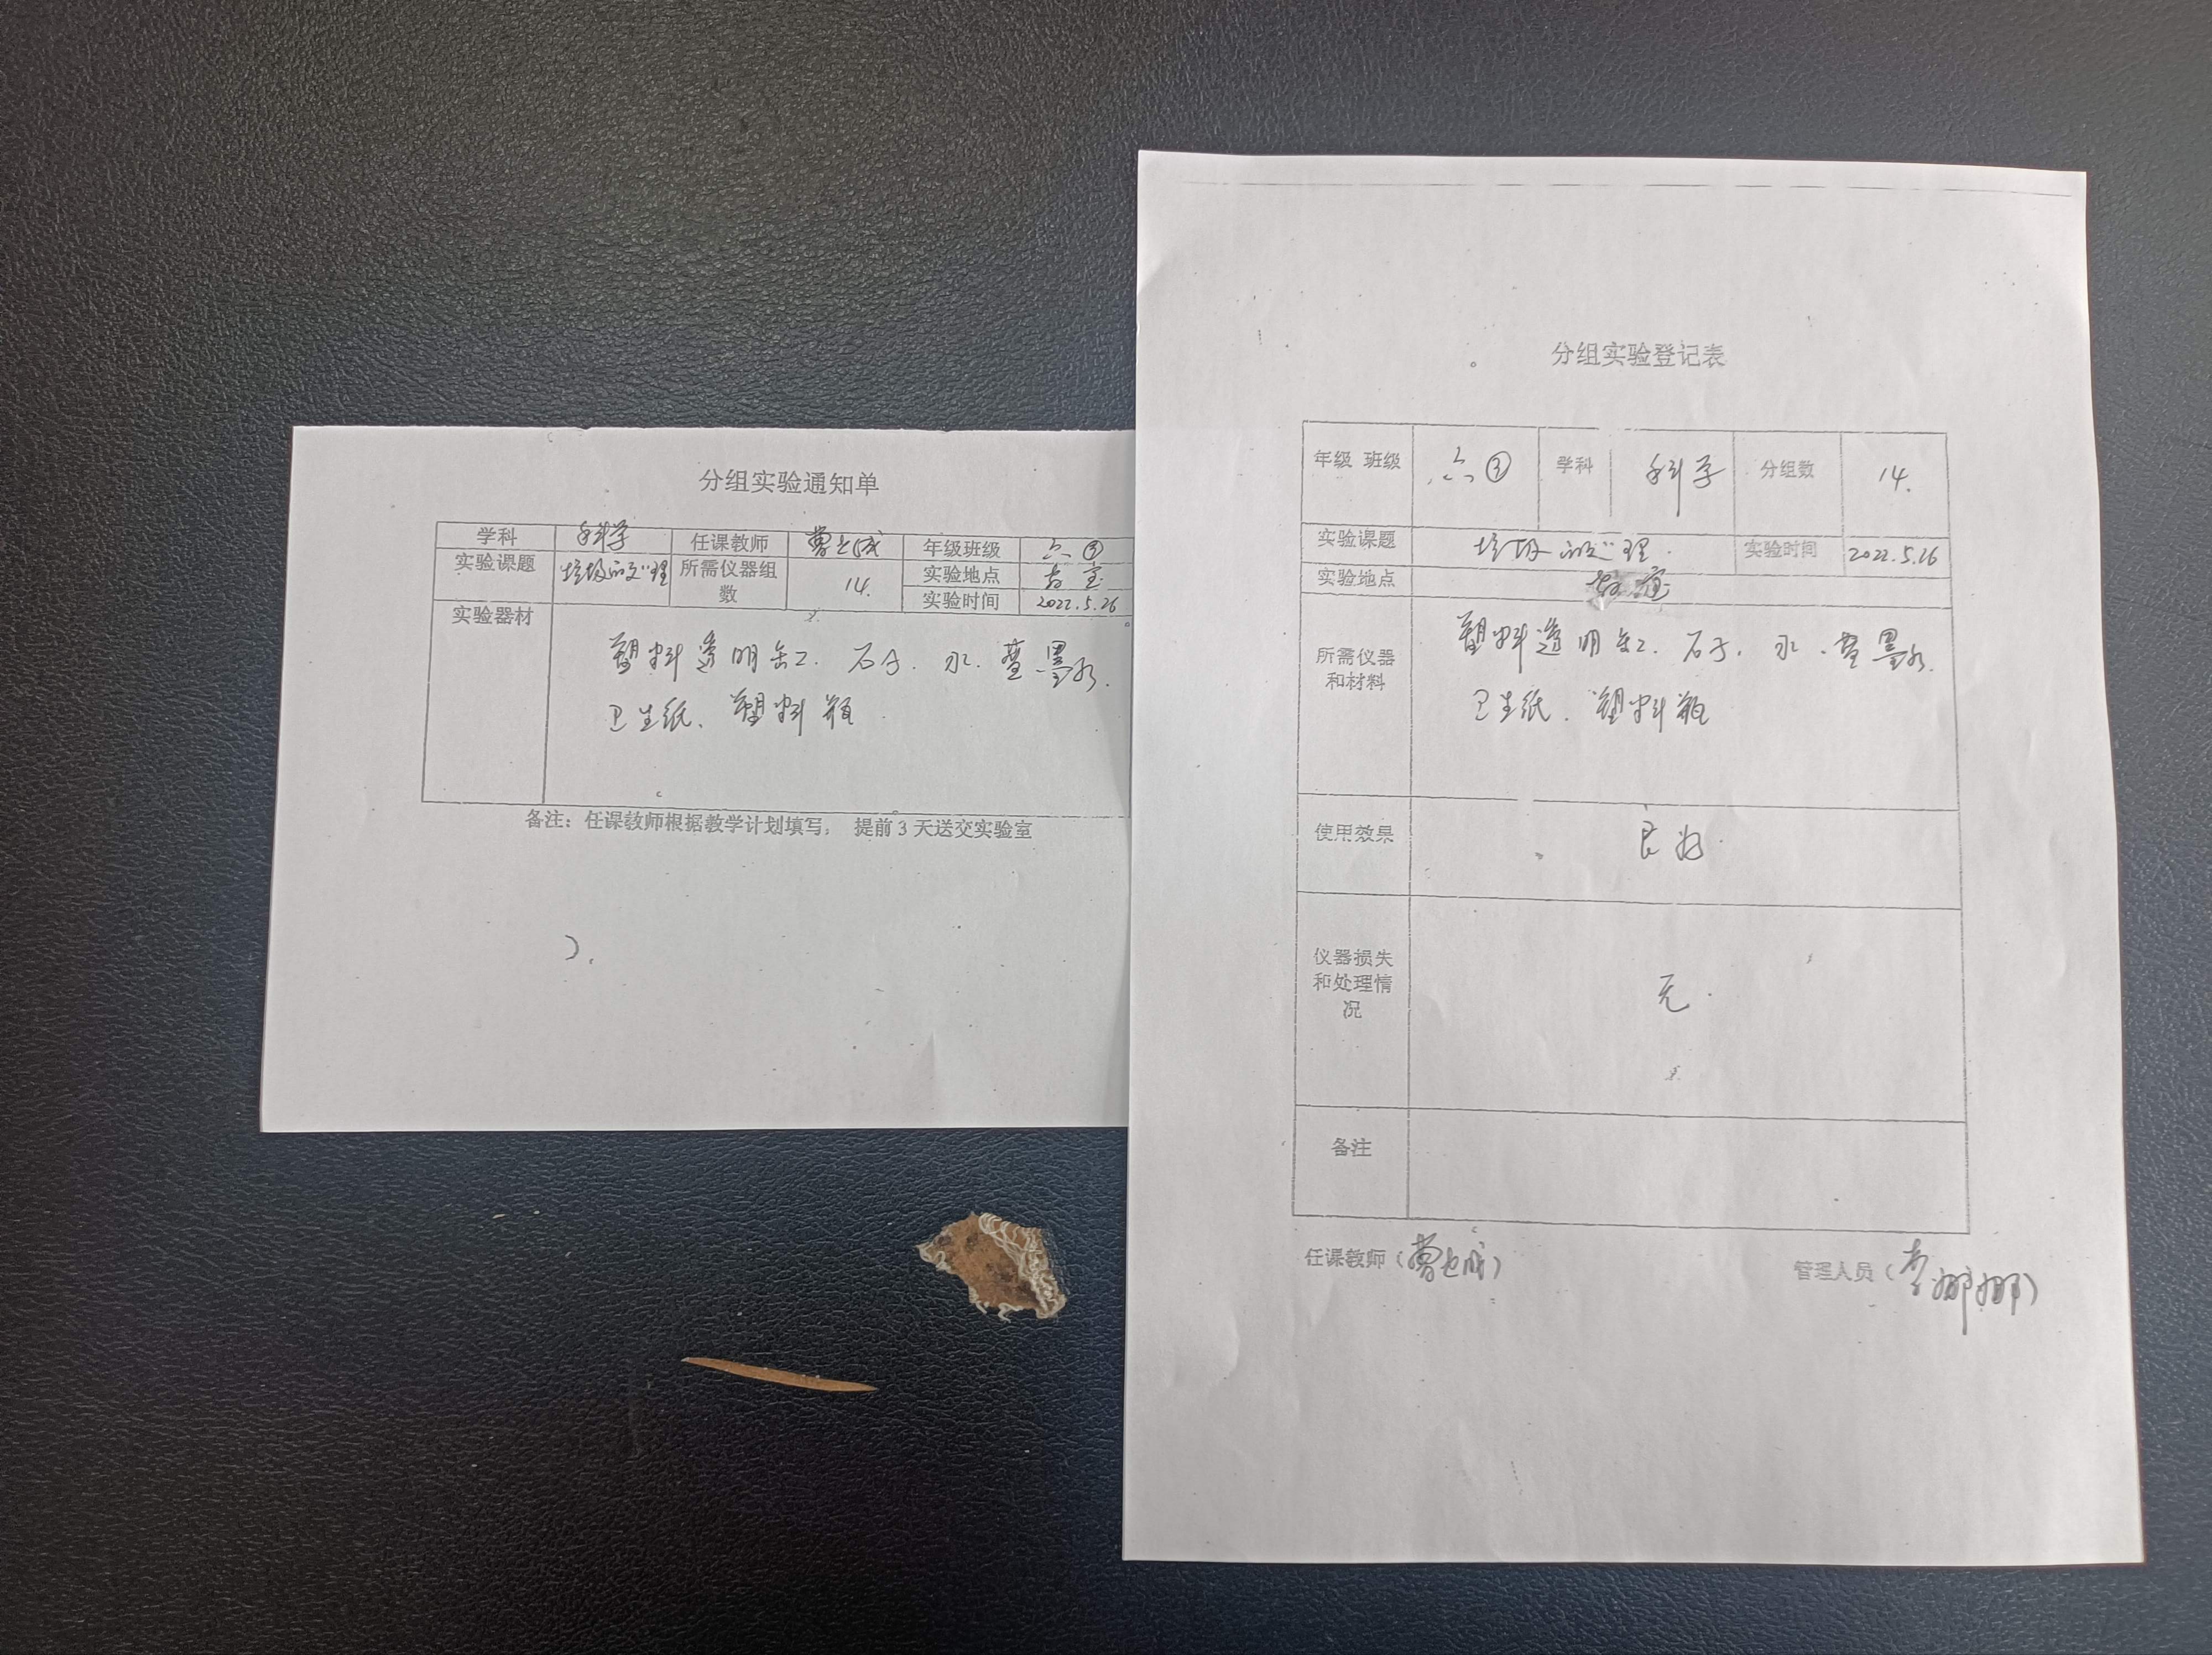 分组实验通知单
学科 科学 任课教师 年级班级 六③
实验课题 垃圾的处理 所需仪器组数 14. 实验地点 教室
实验时间 2022.5.26
实验器材 塑料透明缸、石子、水、蓝墨水、
卫生纸、塑料瓶
备注：任课教师根据教学计划填写， 提前3天送交实验室
分组实验登记表
年级 班级 六③ 学科 科学 分组数 14.
实验课题 垃圾的处理. 实验时间 2022.5.26
实验地点 教室
所需仪器和材料 塑料透明缸、石子、水、蓝墨水、
卫生纸、塑料瓶
使用效果 良好.
仪器损失和处理情况 无.
备注
任课教师（） 管理人员（李娜娜）